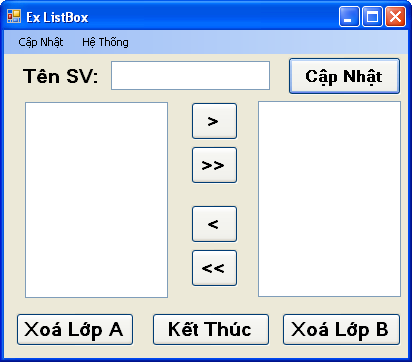 Ex ListBox
Cập Nhật Hệ Thống
Tên SV: Cập Nhật
>
>>
<
<<
Xoá Lớp A Kết Thúc Xoá Lớp B